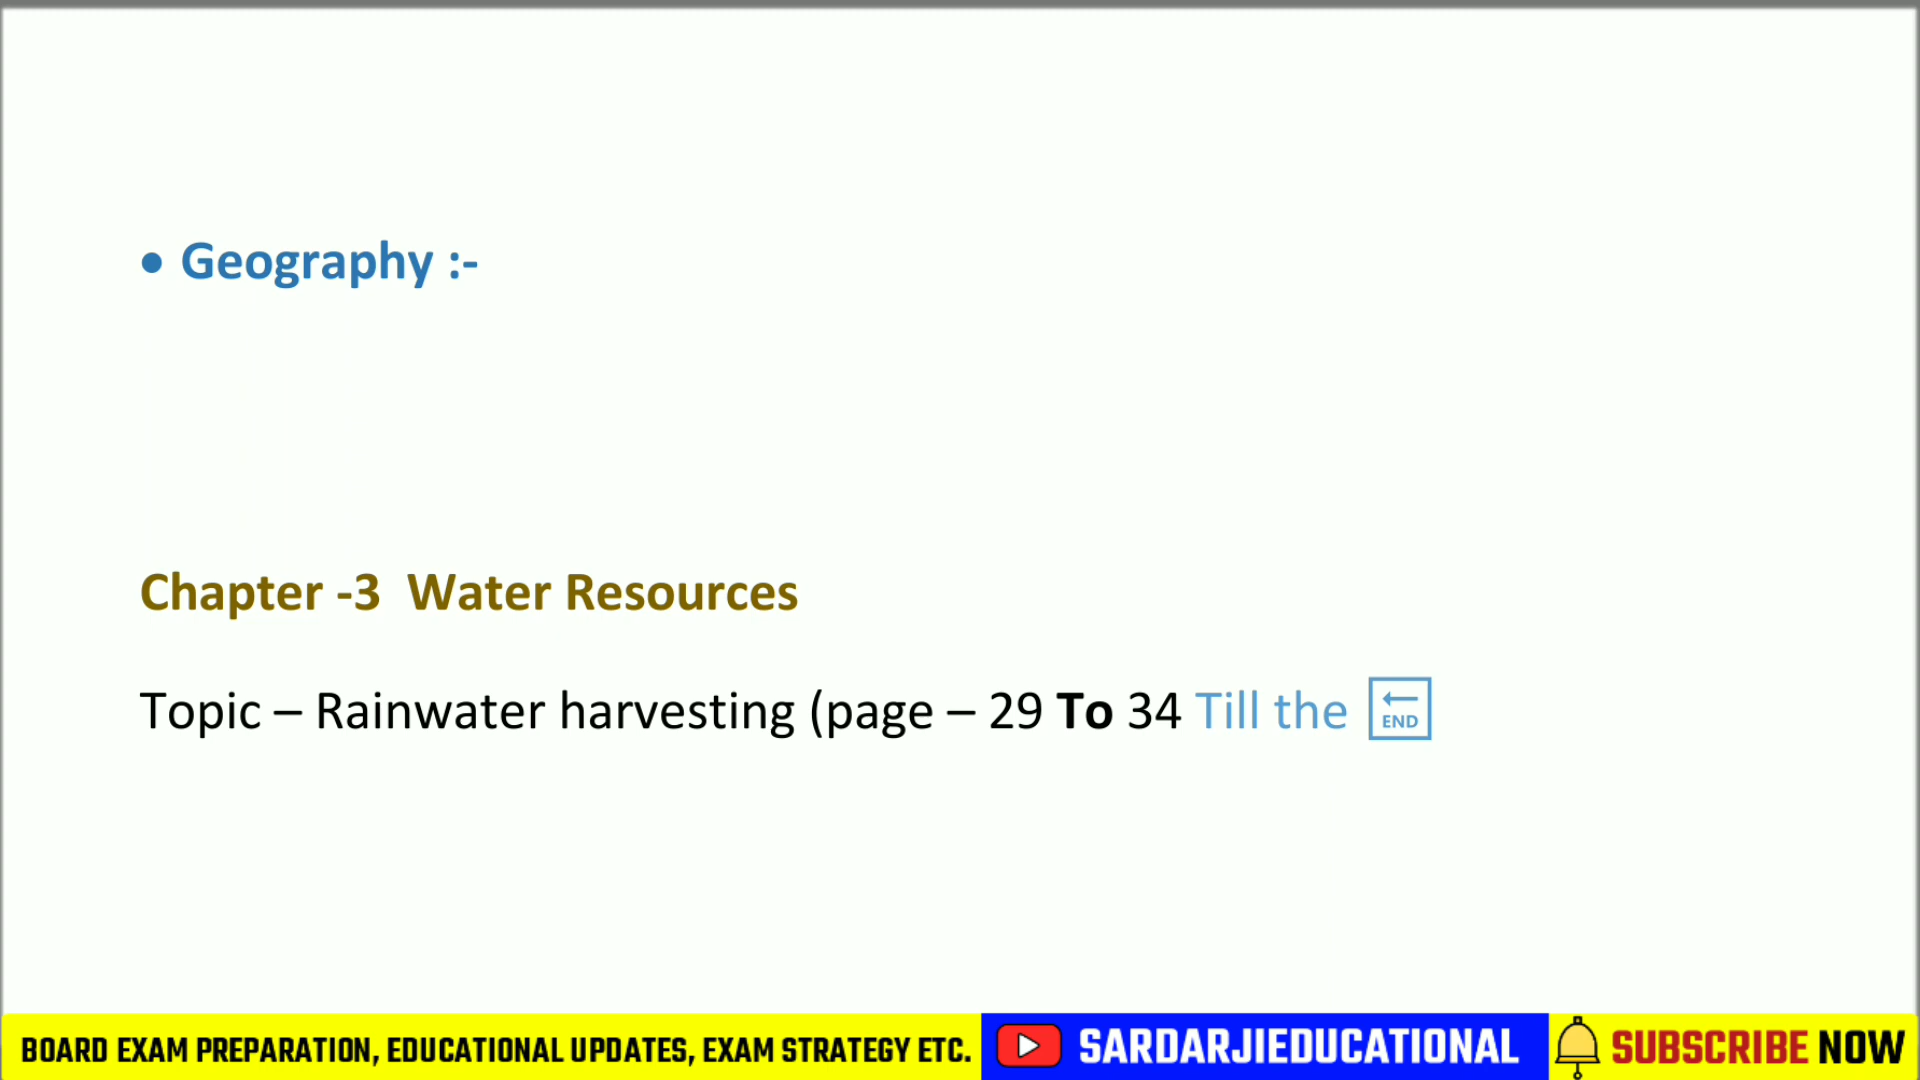 • Geography :-
Chapter -3 Water Resources
Topic – Rainwater harvesting (page – 29 To 34 Till the END
BOARD EXAM PREPARATION, EDUCATIONAL UPDATES, EXAM STRATEGY ETC. SARDARJIEDUCATIONAL SUBSCRIBE NOW